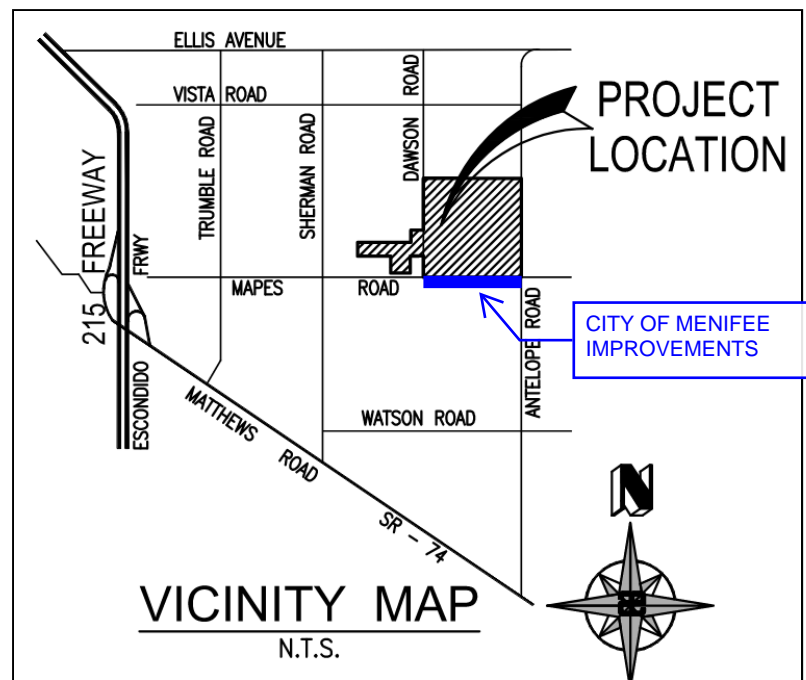 ELLIS AVENUE
VISTA ROAD
TRUMBLE ROAD
SHERMAN ROAD
DAWSON ROAD
PROJECT
LOCATION
215 FREEWAY
ESCONDIDO FRWY
MAPES ROAD
ANTELOPE ROAD
CITY OF MENIFEE
IMPROVEMENTS
WATSON ROAD
MATTHEWS ROAD SR - 74
N
VICINITY MAP
N.T.S.